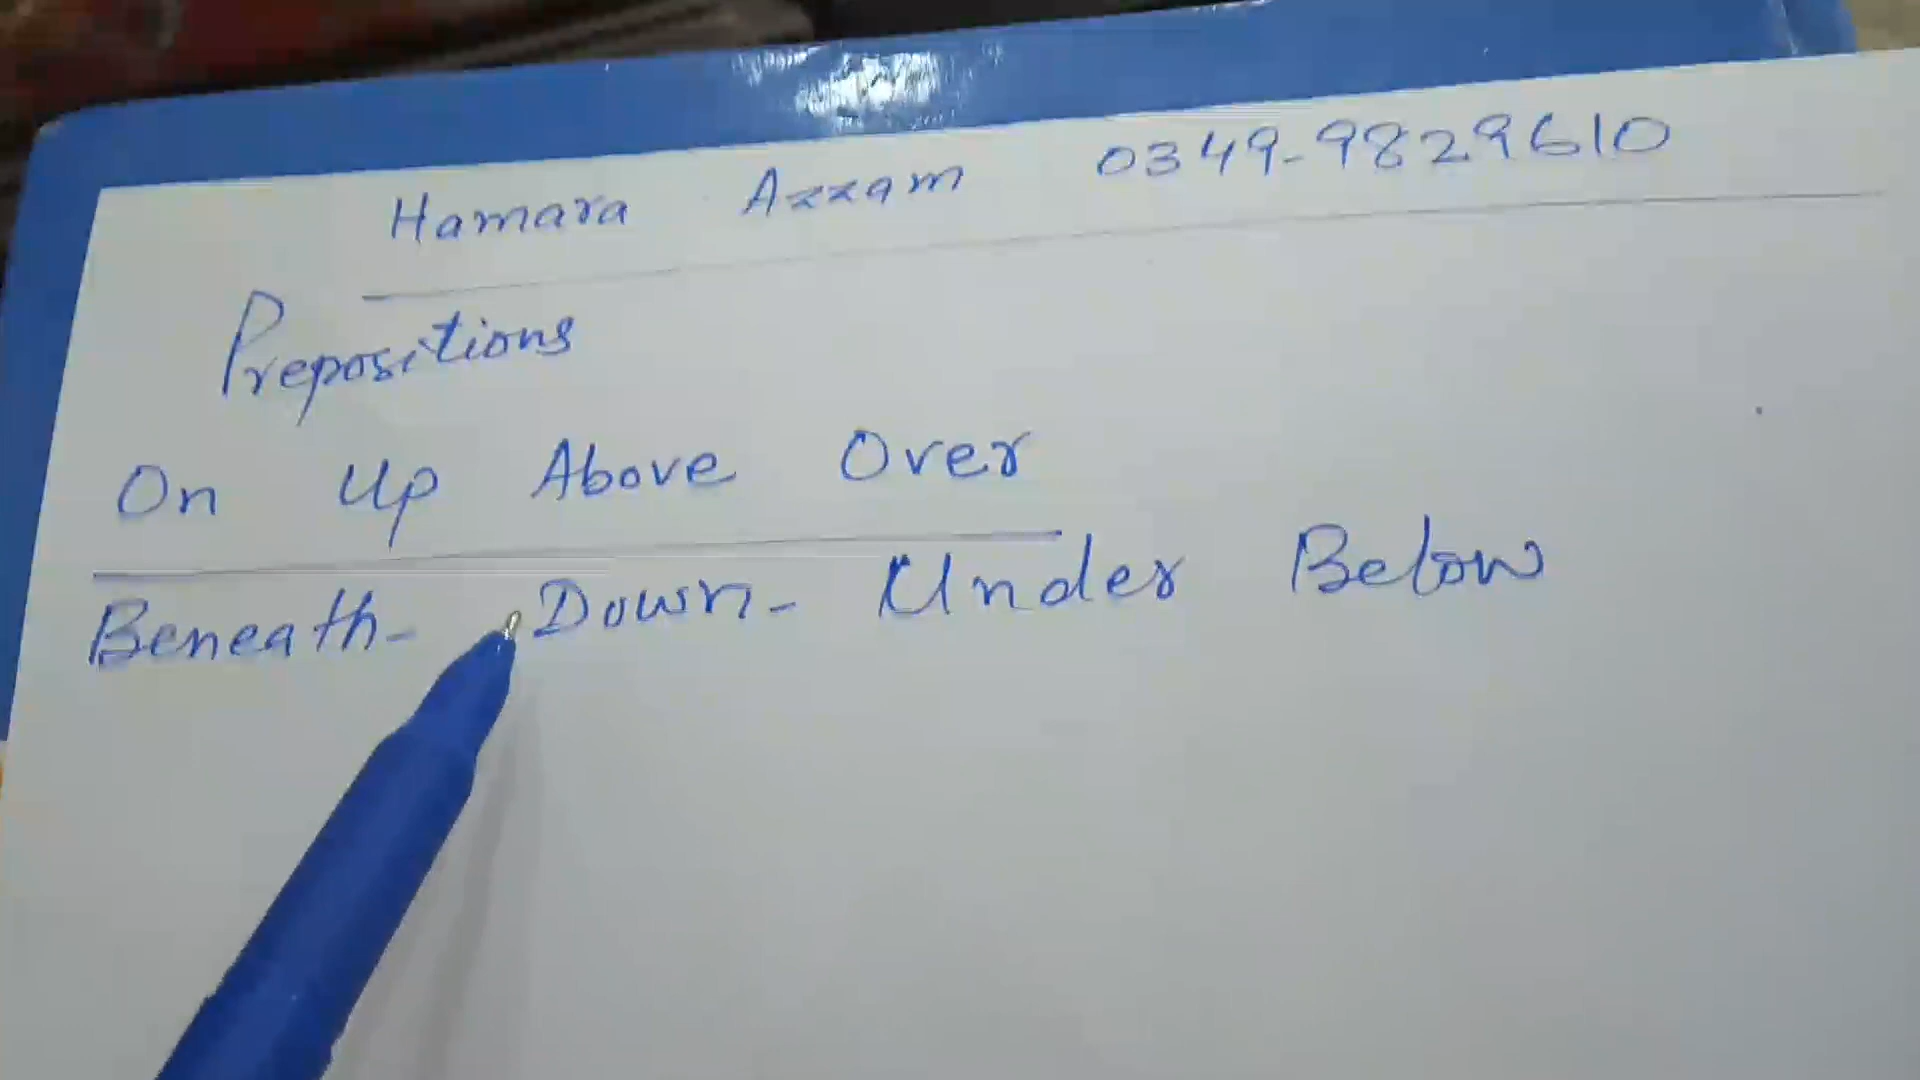 Hamara Azzam 0349-9829610
Prepositions
On Up Above Over
Beneath- Down- Under Below